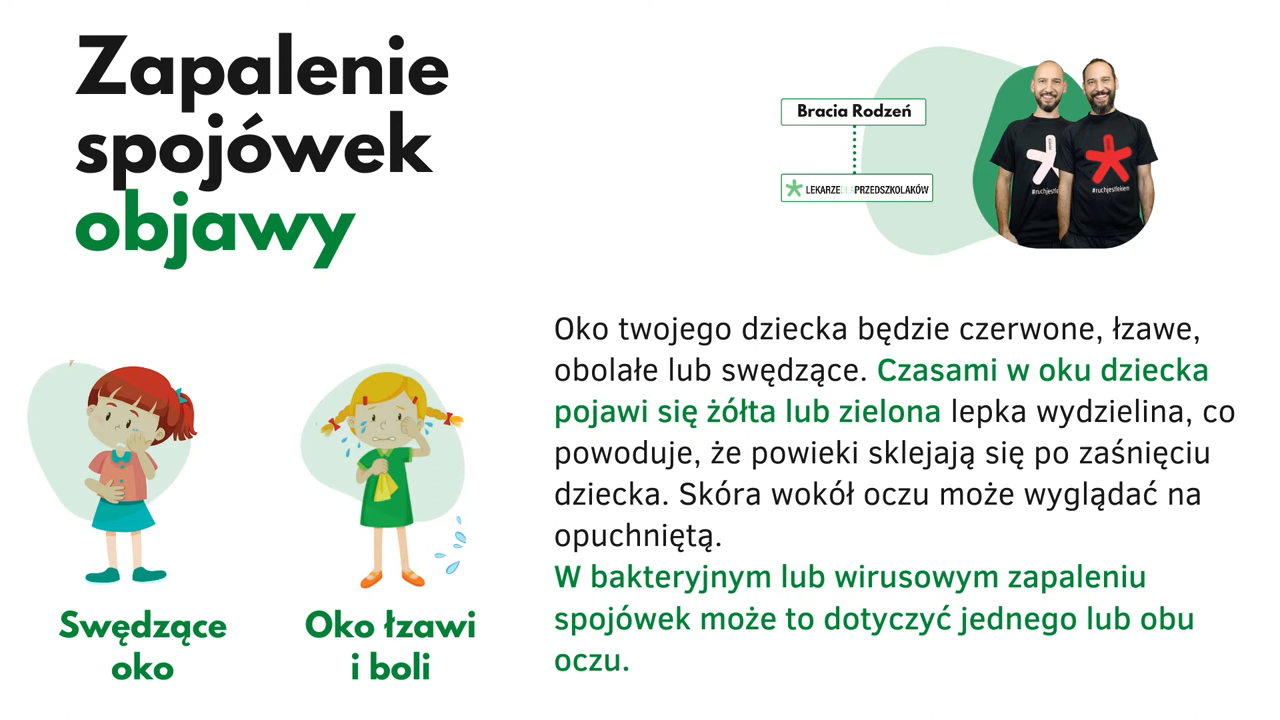 Zapalenie
spojówek
objawy
Bracia Rodzeń
LEKARZEDLAPRZEDSZKOLAKÓW
#ruchjestlekiem
Oko twojego dziecka będzie czerwone, łzawe,
obolałe lub swędzące. Czasami w oku dziecka
pojawi się żółta lub zielona lepka wydzielina, co
powoduje, że powieki sklejają się po zaśnięciu
dziecka. Skóra wokół oczu może wyglądać na
opuchniętą.
W bakteryjnym lub wirusowym zapaleniu
spojówek może to dotyczyć jednego lub obu
oczu.
Swędzące
oko
Oko łzawi
i boli